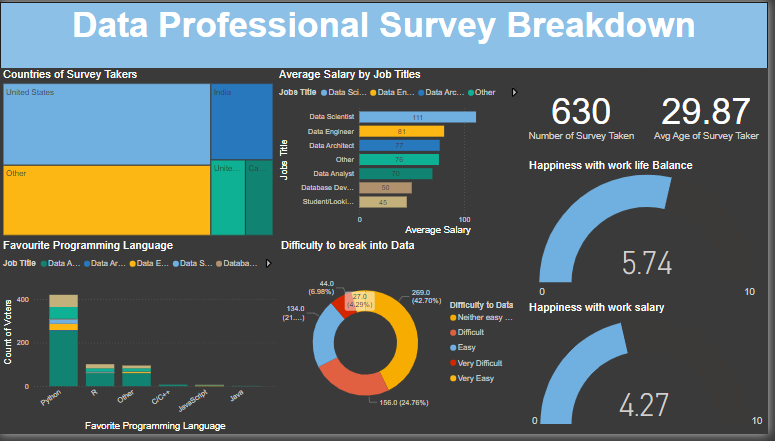 Data Professional Survey Breakdown
Countries of Survey Takers
United States
India
Other
Unite...
Ca...
Average Salary by Job Titles
Jobs Title
Data Sci...
Data En...
Data Arc...
Other
Jobs Title
Data Scientist
111
Data Engineer
81
Data Architect
77
Other
76
Data Analyst
70
Database Dev...
50
Student/Looki...
45
0
100
Average Salary
630
Number of Survey Taken
29.87
Avg Age of Survey Taker
Happiness with work life Balance
5.74
0
10
Favourite Programming Language
Job Title
Data A...
Data Ar...
Data E...
Data S...
Databa...
Count of Voters
400
200
0
Python
R
Other
C/C++
JavaScript
Java
Favorite Programming Language
Difficulty to break into Data
44.0
(6.98%)
27.0
(4.29%)
269.0
(42.70%)
134.0
(21....)
156.0 (24.76%)
Difficulty to Data
Neither easy ...
Difficult
Easy
Very Difficult
Very Easy
Happiness with work salary
4.27
0
10